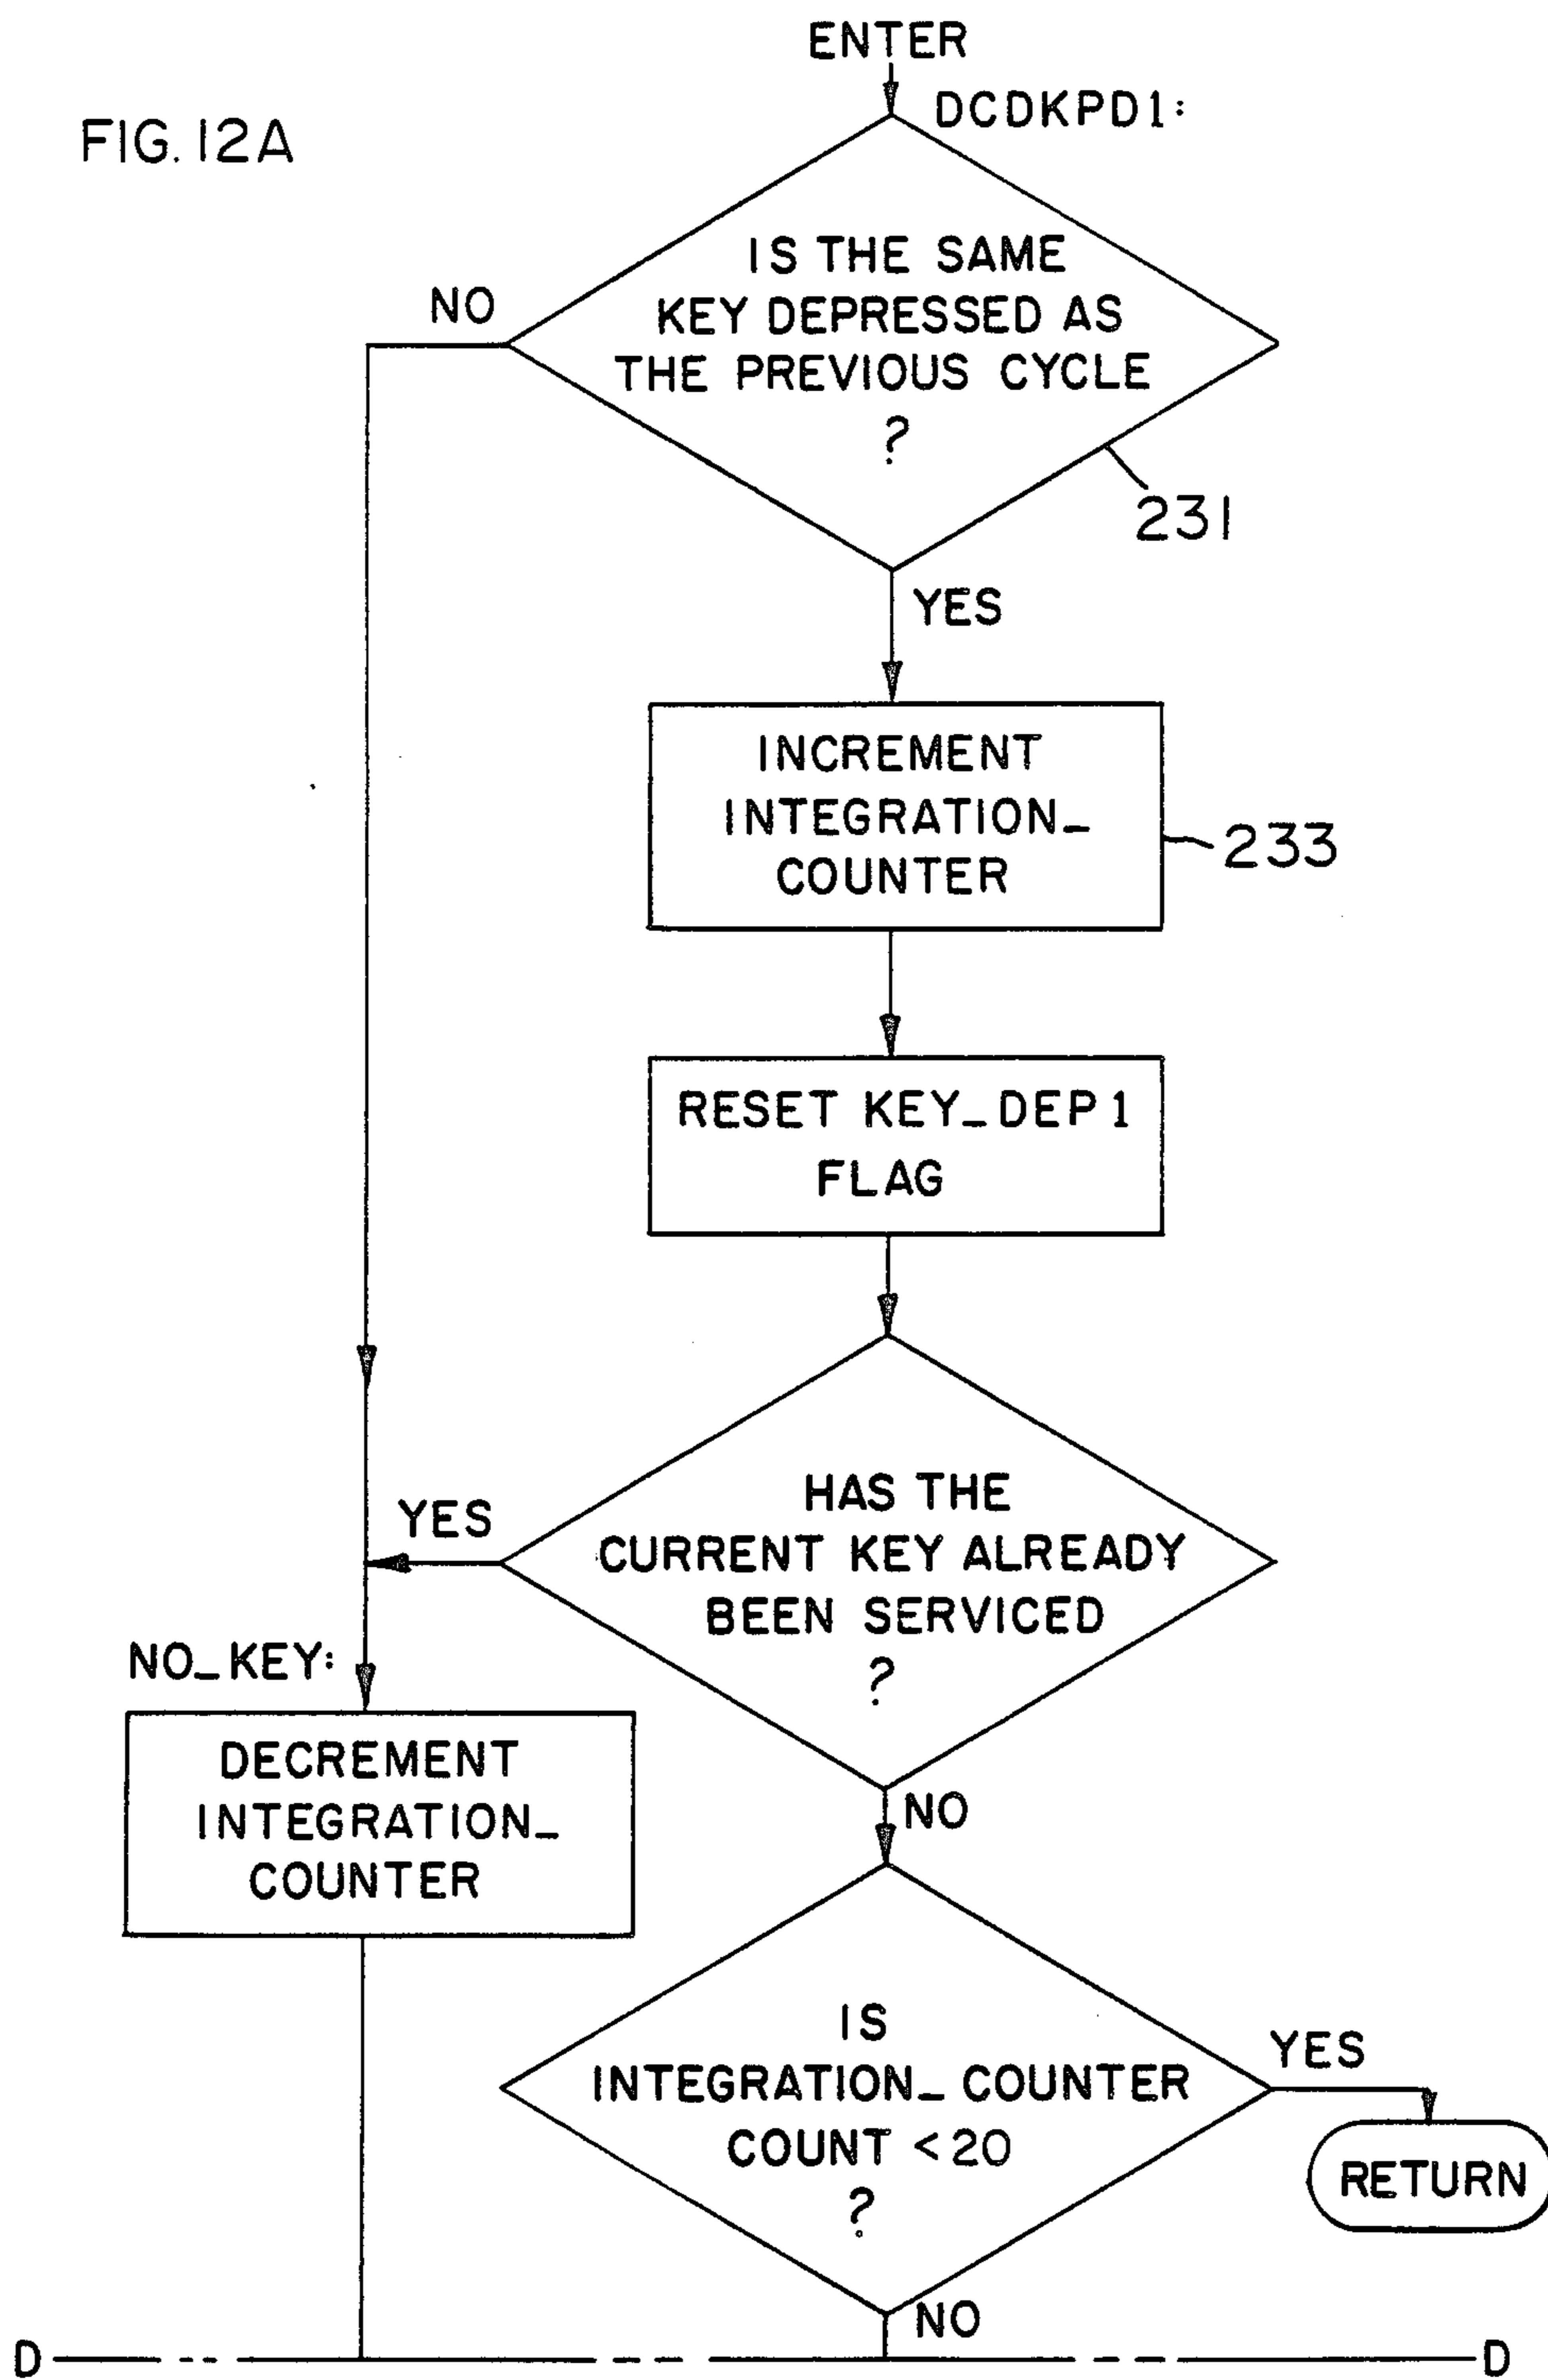 ENTER
FIG. 12A
DCDKPD1:
IS THE SAME
KEY DEPRESSED AS
THE PREVIOUS CYCLE
?
NO
231
YES
INCREMENT
INTEGRATION_
COUNTER
233
RESET KEY_DEP1
FLAG
HAS THE
CURRENT KEY ALREADY
BEEN SERVICED
?
YES
NO_KEY:
DECREMENT
INTEGRATION_
COUNTER
NO
IS
INTEGRATION_ COUNTER
COUNT <20
?
YES
RETURN
NO
D D